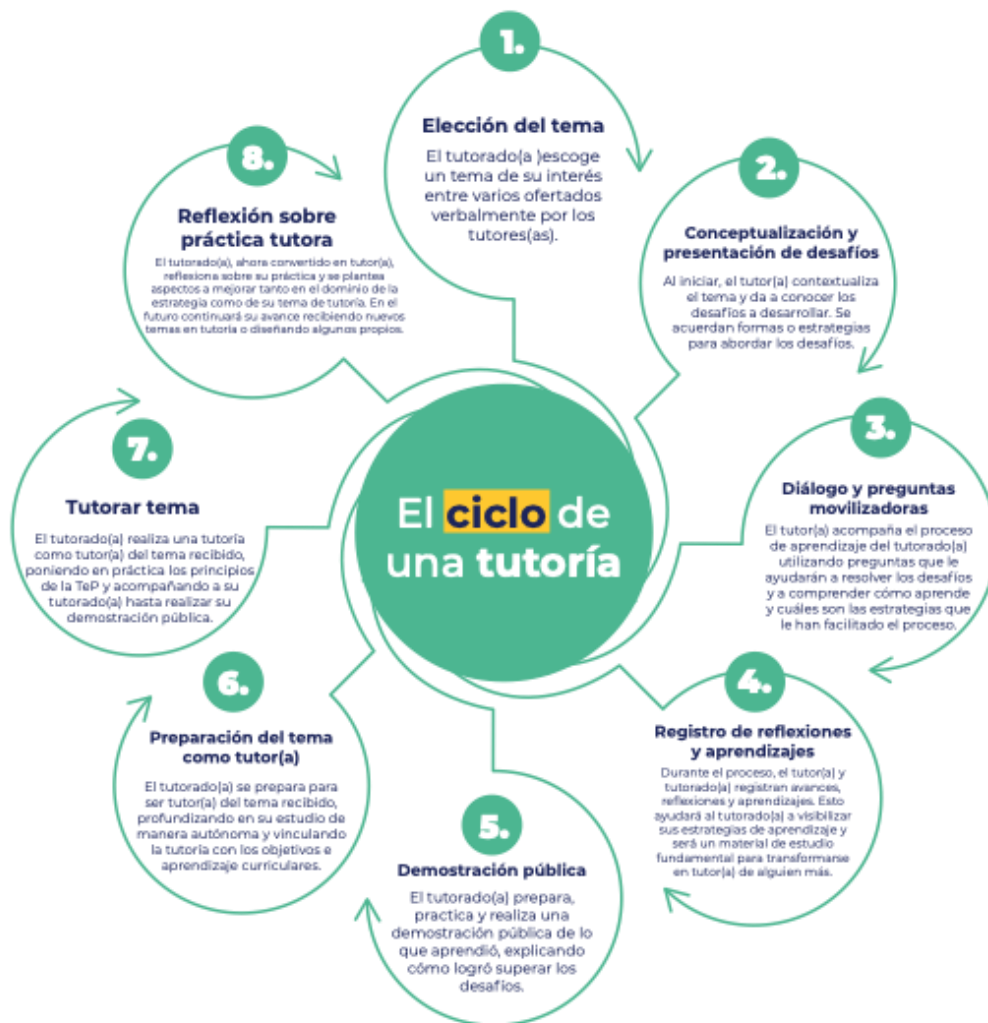 1.
Elección del tema
El tutorado(a )escoge
un tema de su interés
entre varios ofertados
verbalmente por los
tutores(as).
2.
Conceptualización y
presentación de desafíos
Al iniciar, el tutor(a) contextualiza
el tema y da a conocer los
desafíos a desarrollar. Se
acuerdan formas o estrategias
para abordar los desafíos.
3.
Diálogo y preguntas
movilizadoras
El tutor(a) acompaña el proceso
de aprendizaje del tutorado(a)
utilizando preguntas que le
ayudarán a resolver los desafíos
y a comprender cómo aprende
y cuáles son las estrategias que
le han facilitado el proceso.
4.
Registro de reflexiones
y aprendizajes
Durante el proceso, el tutor(a) y
tutorado(a) registran avances,
reflexiones y aprendizajes. Esto
ayudará al tutorado(a) a visibilizar
sus estrategias de aprendizaje y
será un material de estudio
fundamental para transformarse
en tutor(a) de alguien más.
5.
Demostración pública
El tutorado(a) prepara,
practica y realiza una
demostración pública de lo
que aprendió, explicando
cómo logró superar los
desafíos.
6.
Preparación del tema
como tutor(a)
El tutorado(a) se prepara para
ser tutor(a) del tema recibido,
profundizando en su estudio de
manera autónoma y vinculando
la tutoría con los objetivos e
aprendizaje curriculares.
7.
Tutorar tema
El tutorado(a) realiza una tutoría
como tutor(a) del tema recibido,
poniendo en práctica los principios
de la TeP y acompañando a su
tutorado(a) hasta realizar su
demostración pública.
8.
Reflexión sobre
práctica tutora
El tutorado(a), ahora convertido en tutor(a),
reflexiona sobre su práctica y se plantea
aspectos a mejorar tanto en el dominio de la
estrategia como de su tema de tutoría. En el
futuro continuará su avance recibiendo nuevos
temas en tutoría o diseñando algunos propios.
El ciclo de
una tutoría